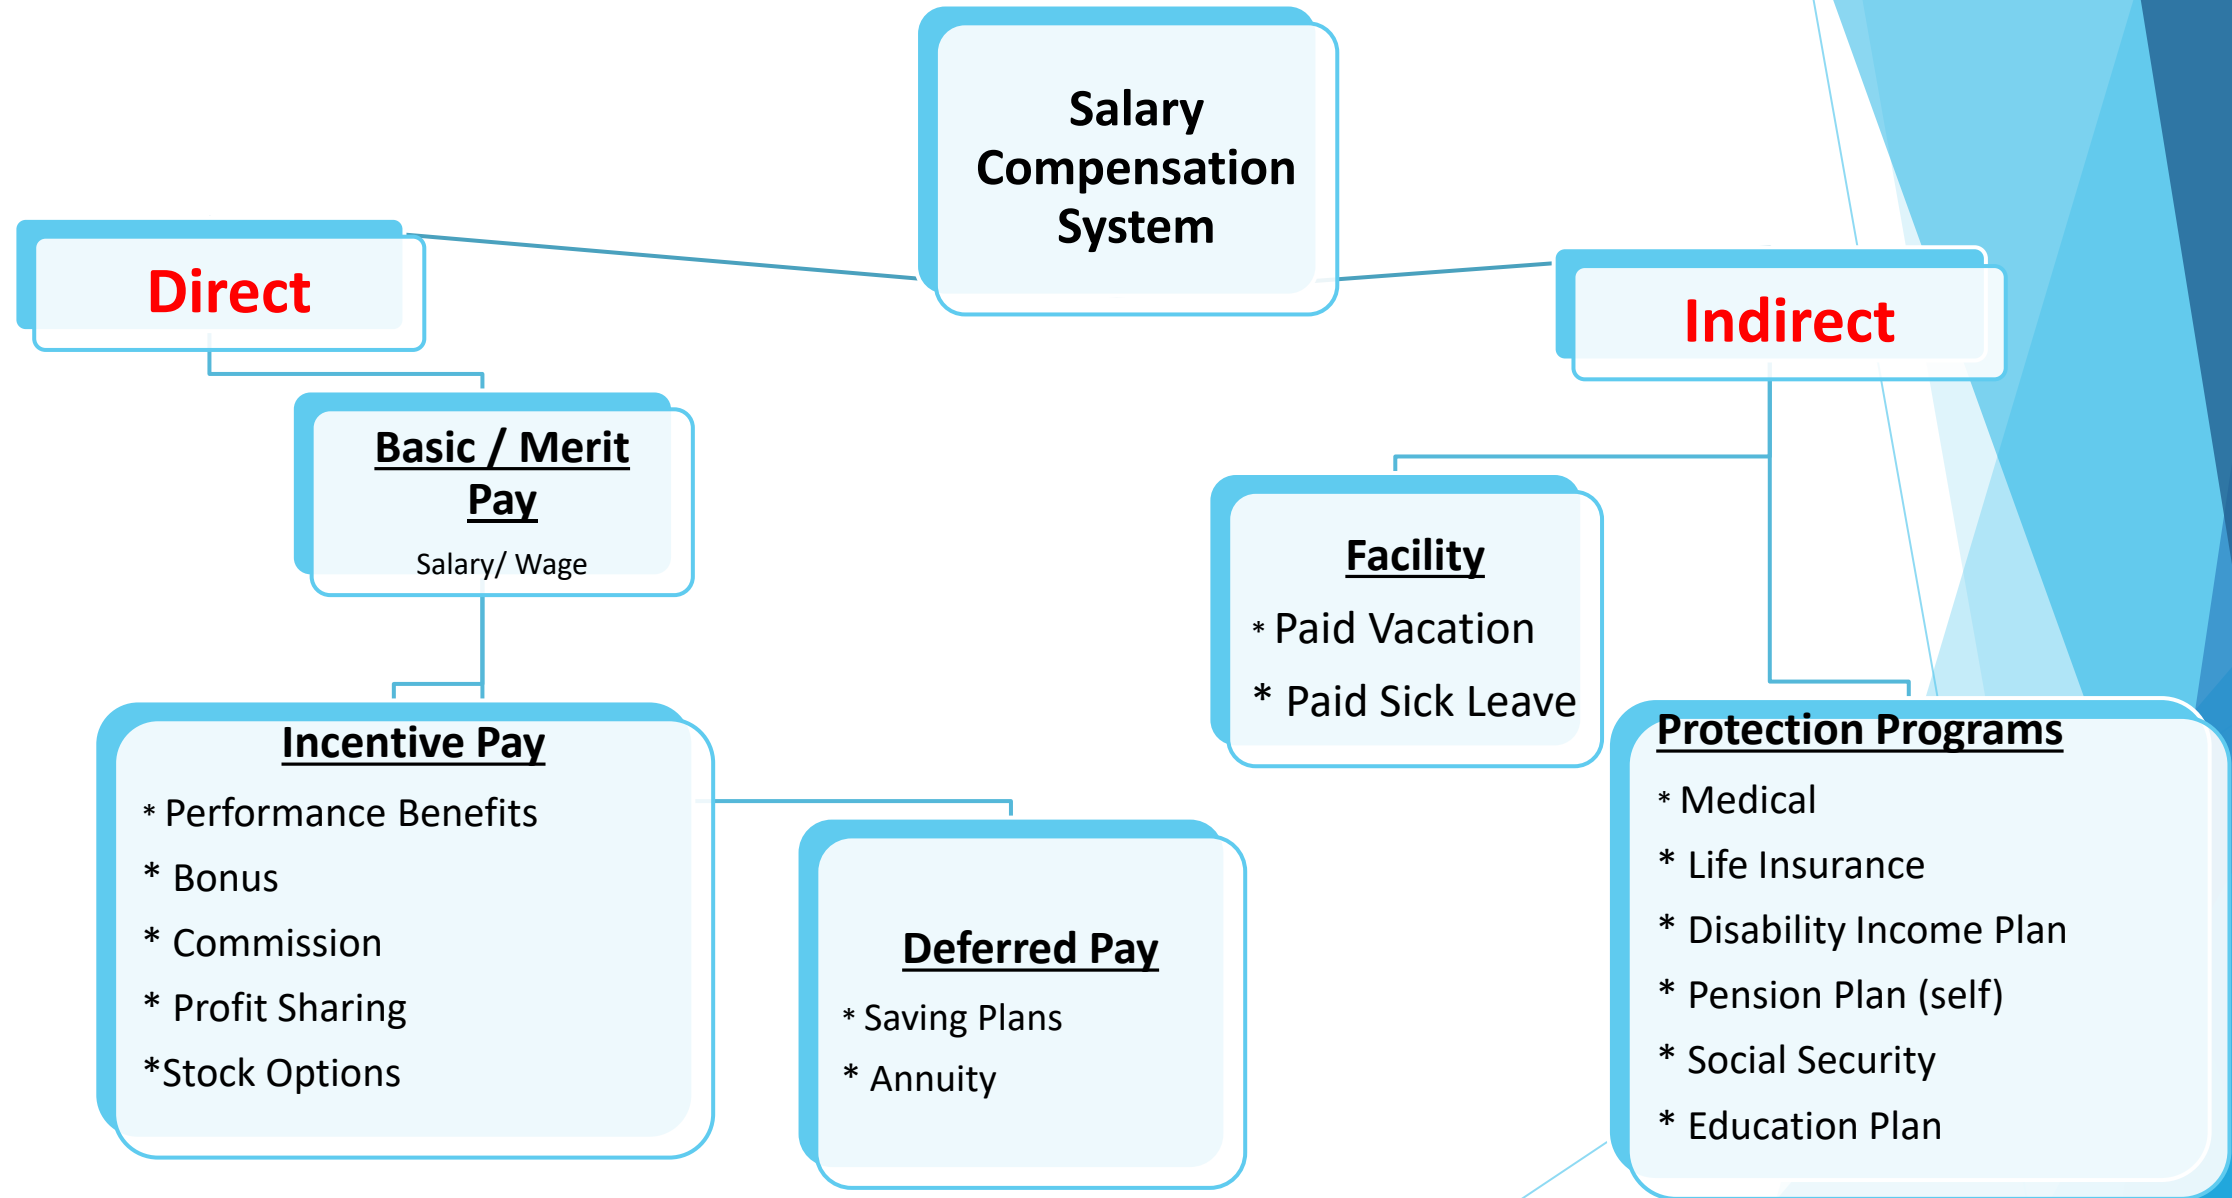 Salary
Compensation
System
Direct
Indirect
Basic / Merit
Pay
Salary/ Wage
Facility
* Paid Vacation
* Paid Sick Leave
Incentive Pay
* Performance Benefits
* Bonus
* Commission
* Profit Sharing
*Stock Options
Deferred Pay
* Saving Plans
* Annuity
Protection Programs
* Medical
* Life Insurance
* Disability Income Plan
* Pension Plan (self)
* Social Security
* Education Plan